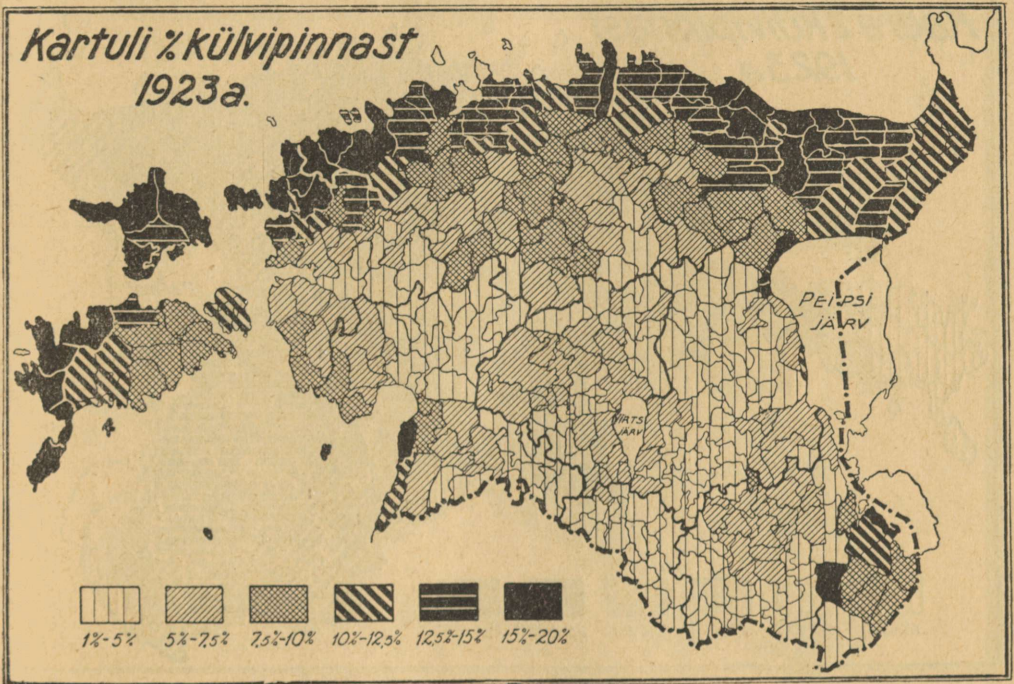 Kartuli % külvipinnast
1923a.
PEIPSI
JÄRV
VIRTS
JÄRV
1%-5%
5%-7,5%
7,5%-10%
10%-12,5%
12,5%-15%
15%-20%